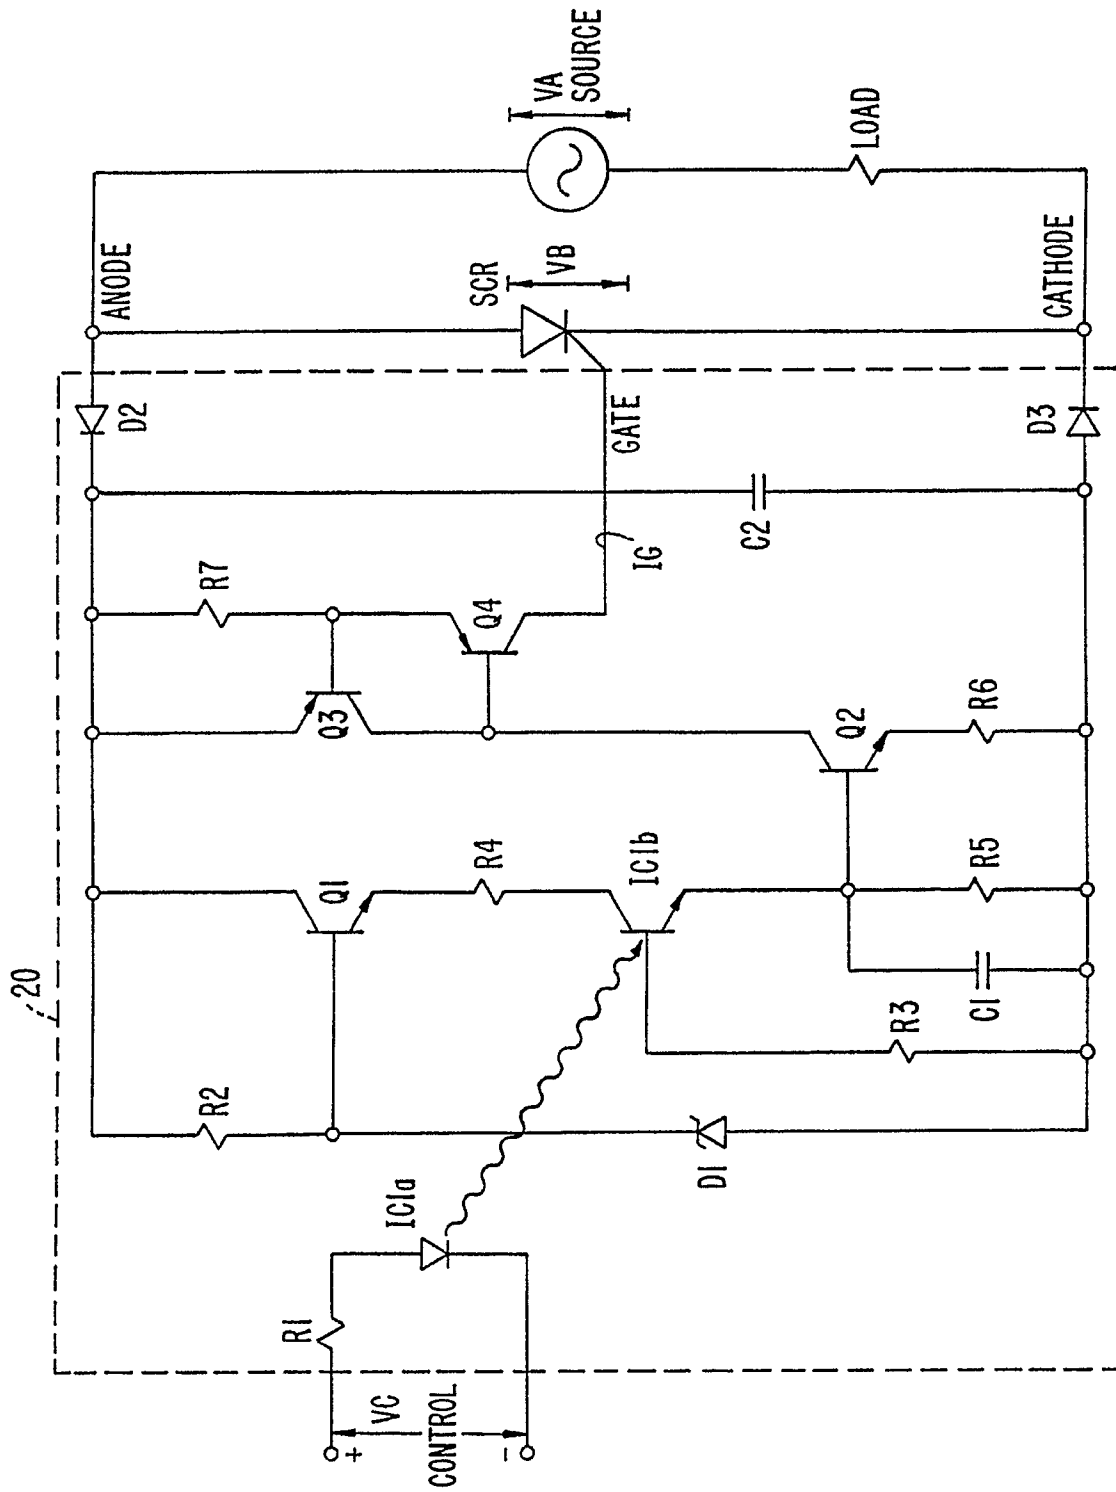 20
ANODE
D2
R7
Q3
Q4
R2
Q1
R4
IC1b
IC1a
R1
+
VC
CONTROL
-
D1
R3
C1
R5
Q2
R6
C2
IG
GATE
D3
SCR
VB
CATHODE
VA
SOURCE
LOAD